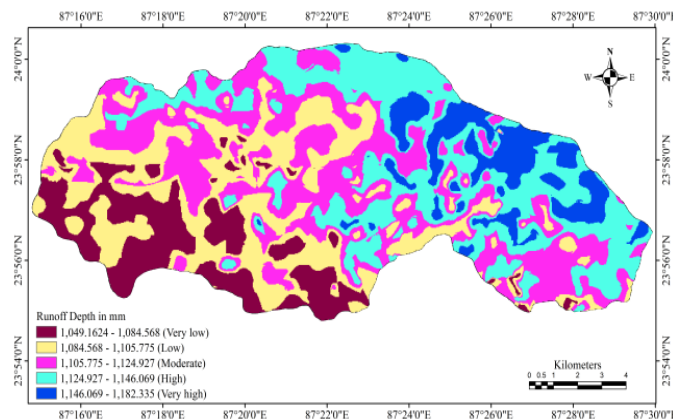 87°16'0"E 87°18'0"E 87°20'0"E 87°22'0"E 87°24'0"E 87°26'0"E 87°28'0"E 87°30'0"E
24°0'0"N 24°0'0"N
N
W E
S
23°58'0"N 23°58'0"N
23°56'0"N 23°56'0"N
23°54'0"N 23°54'0"N
Runoff Depth in mm
1,049.1624 - 1,084.568 (Very low)
1,084.568 - 1,105.775 (Low)
1,105.775 - 1,124.927 (Moderate)
1,124.927 - 1,146.069 (High)
1,146.069 - 1,182.335 (Very high)
Kilometers
0 0.5 1 2 3 4
87°16'0"E 87°18'0"E 87°20'0"E 87°22'0"E 87°24'0"E 87°26'0"E 87°28'0"E 87°30'0"E